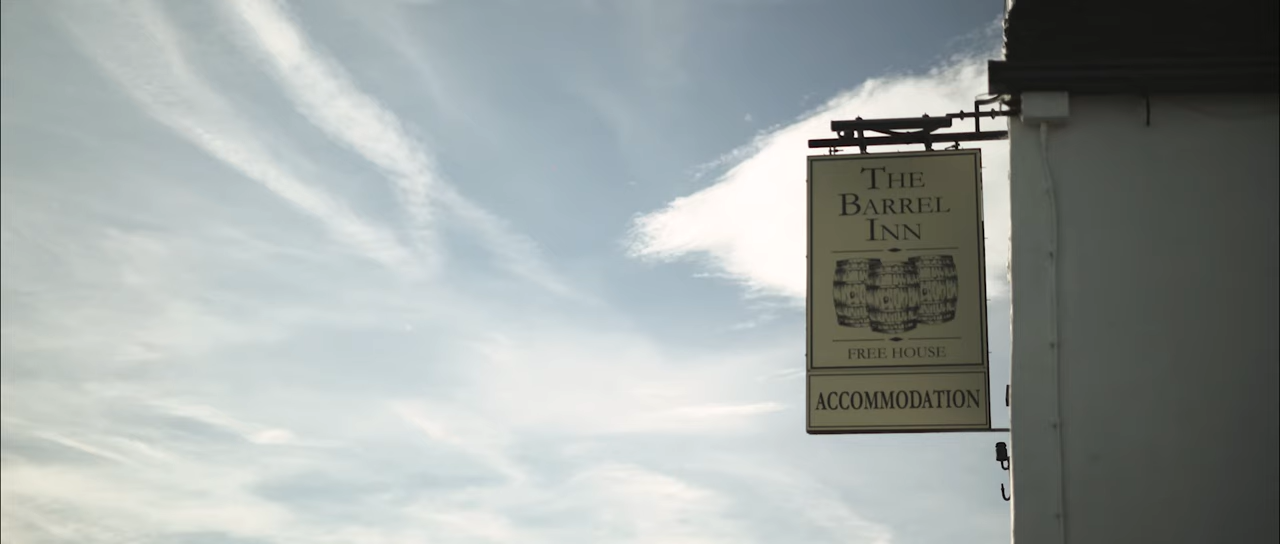 THE
BARREL
INN
FREE HOUSE
ACCOMMODATION